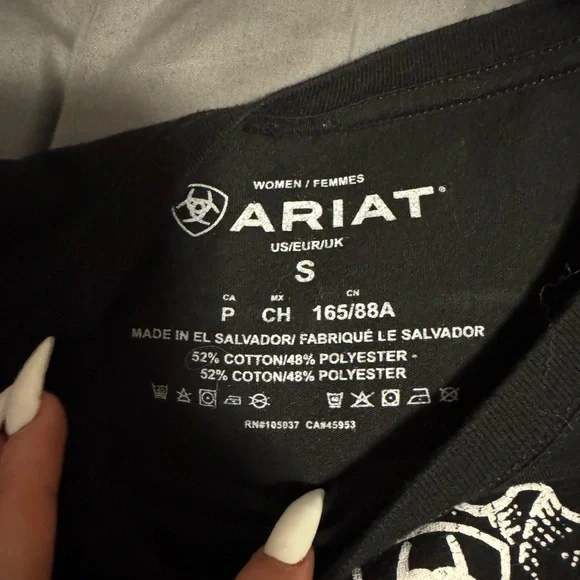 WOMEN / FEMMES
ARIAT®
US/EUR/UK
S
CA MX CN
P CH 165/88A
MADE IN EL SALVADOR/ FABRIQUÉ LE SALVADOR
52% COTTON/48% POLYESTER -
52% COTON/48% POLYESTER
RN#105037 CA#45953